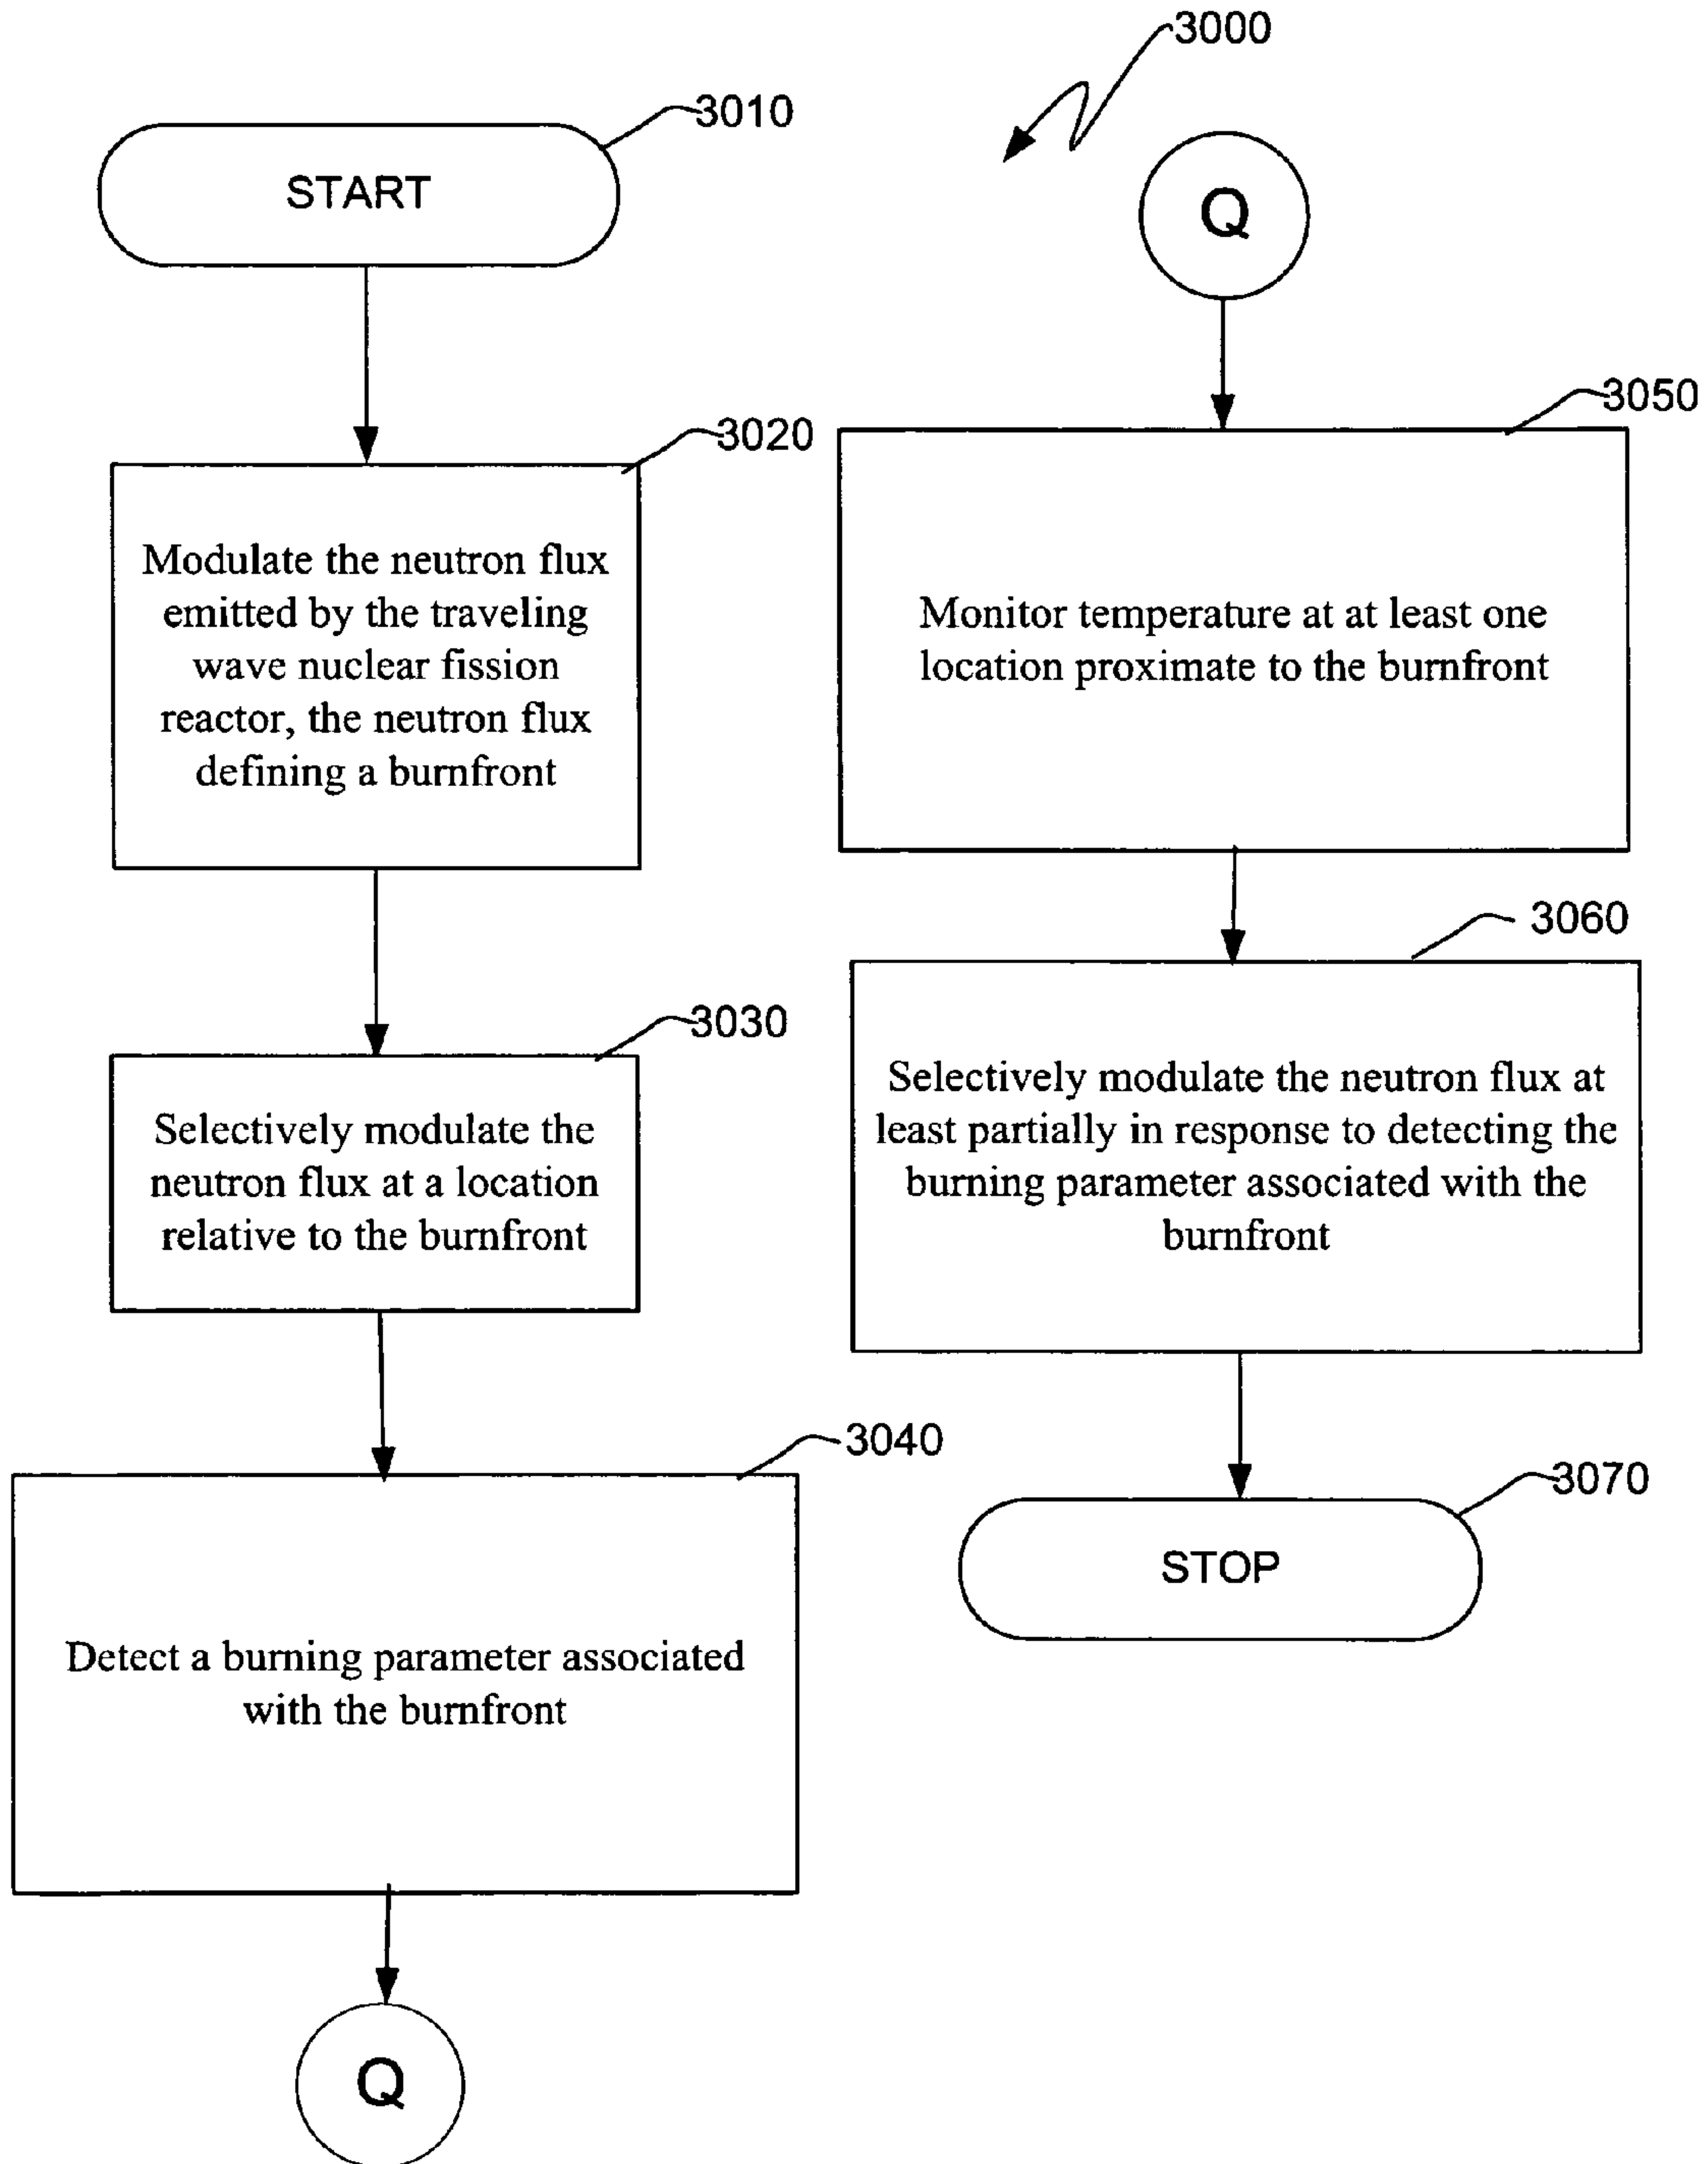 3000
3010
START
3020
Modulate the neutron flux
emitted by the traveling
wave nuclear fission
reactor, the neutron flux
defining a burnfront
3030
Selectively modulate the
neutron flux at a location
relative to the burnfront
3040
Detect a burning parameter associated
with the burnfront
Q
Q
3050
Monitor temperature at at least one
location proximate to the burnfront
3060
Selectively modulate the neutron flux at
least partially in response to detecting the
burning parameter associated with the
burnfront
3070
STOP